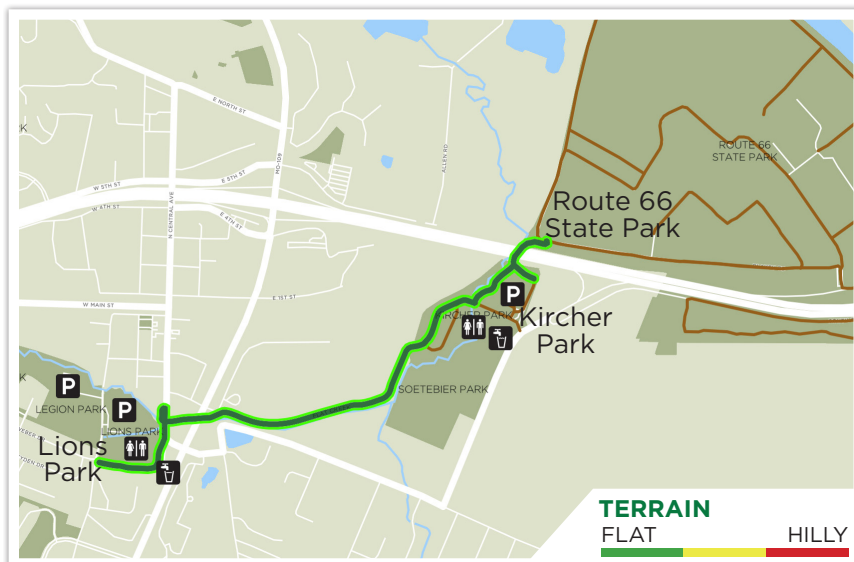 E NORTH ST
W 5TH ST
E 5TH ST
W 4TH ST
E 4TH ST
N CENTRAL AVE
MO-109
ALLEN RD
ROUTE 66
STATE PARK
Route 66
State Park
W MAIN ST
E 1ST ST
P
Kircher
Park
SOETEBIER PARK
P
LEGION PARK
P
LIONS PARK
Lions
Park
TERRAIN
FLAT HILLY